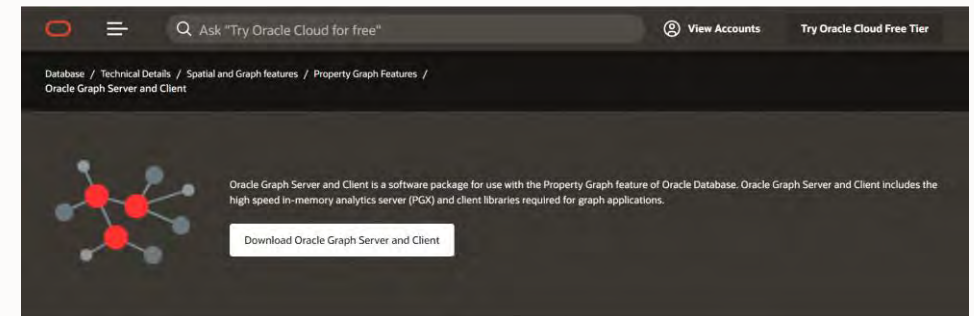 Ask "Try Oracle Cloud for free"
View Accounts
Try Oracle Cloud Free Tier
Database / Technical Details / Spatial and Graph features / Property Graph Features /
Oracle Graph Server and Client
Oracle Graph Server and Client is a software package for use with the Property Graph feature of Oracle Database. Oracle Graph Server and Client includes the
high speed in-memory analytics server (PGX) and client libraries required for graph applications.
Download Oracle Graph Server and Client